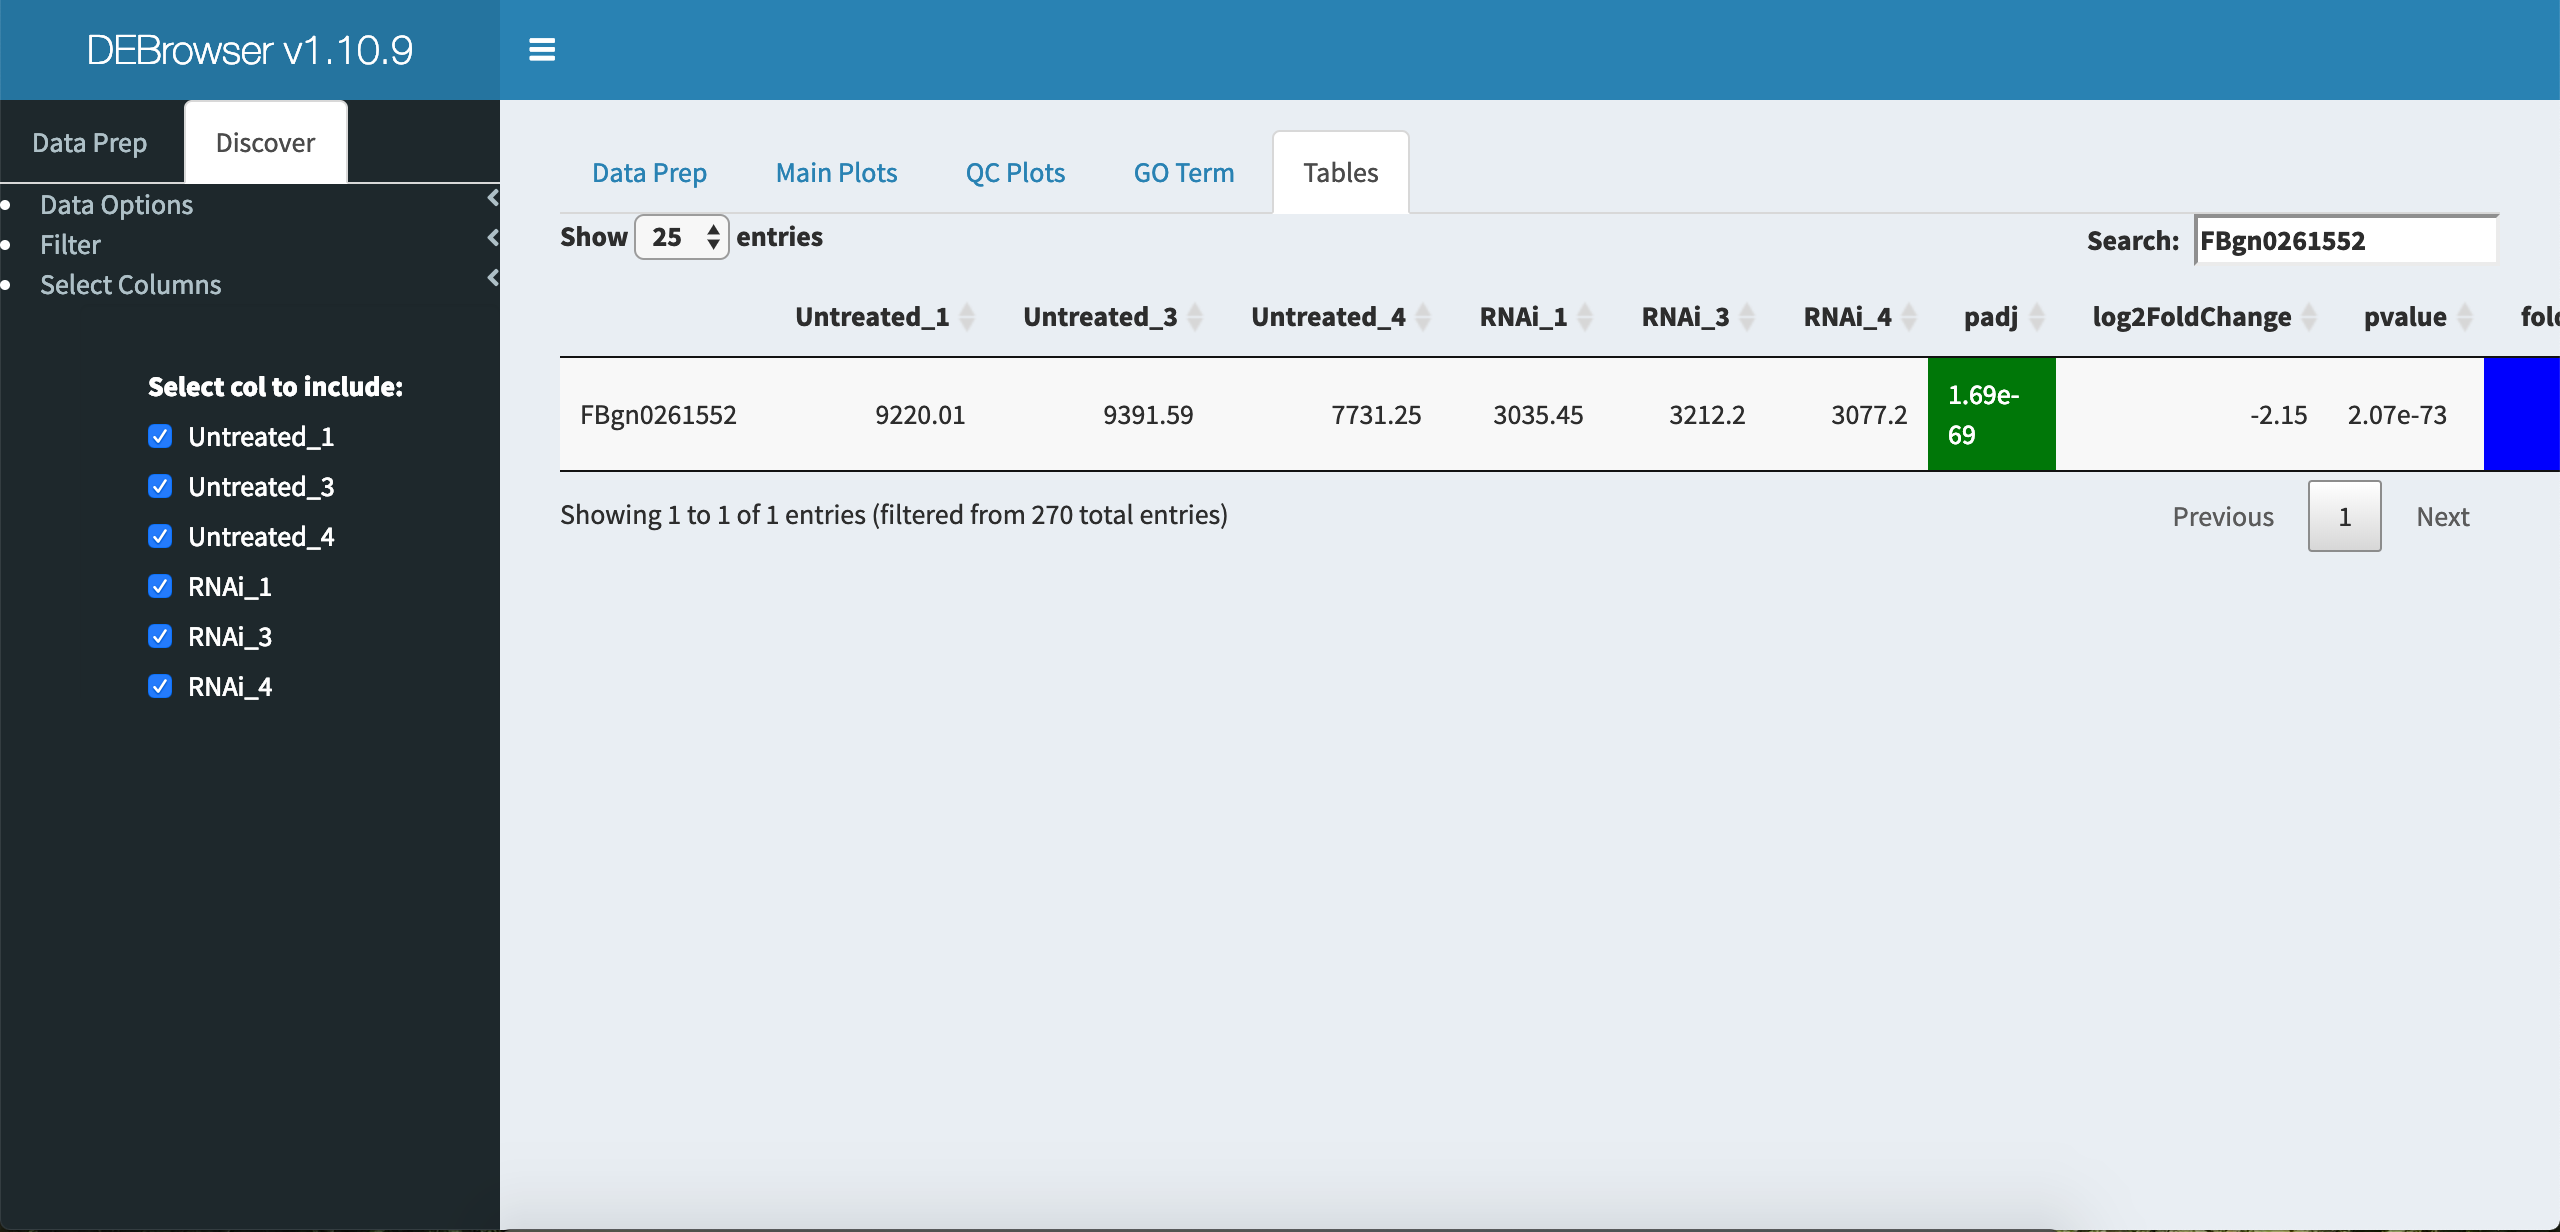 DEBrowser v1.10.9
Data Prep Discover
Data Options
Filter
Select Columns
Select col to include:
Untreated_1
Untreated_3
Untreated_4
RNAi_1
RNAi_3
RNAi_4
Data Prep Main Plots QC Plots GO Term Tables
Show 25 entries Search: FBgn0261552
Untreated_1 Untreated_3 Untreated_4 RNAi_1 RNAi_3 RNAi_4 padj log2FoldChange pvalue
FBgn0261552 9220.01 9391.59 7731.25 3035.45 3212.2 3077.2 1.69e-
69 -2.15 2.07e-73
Showing 1 to 1 of 1 entries (filtered from 270 total entries) Previous 1 Next